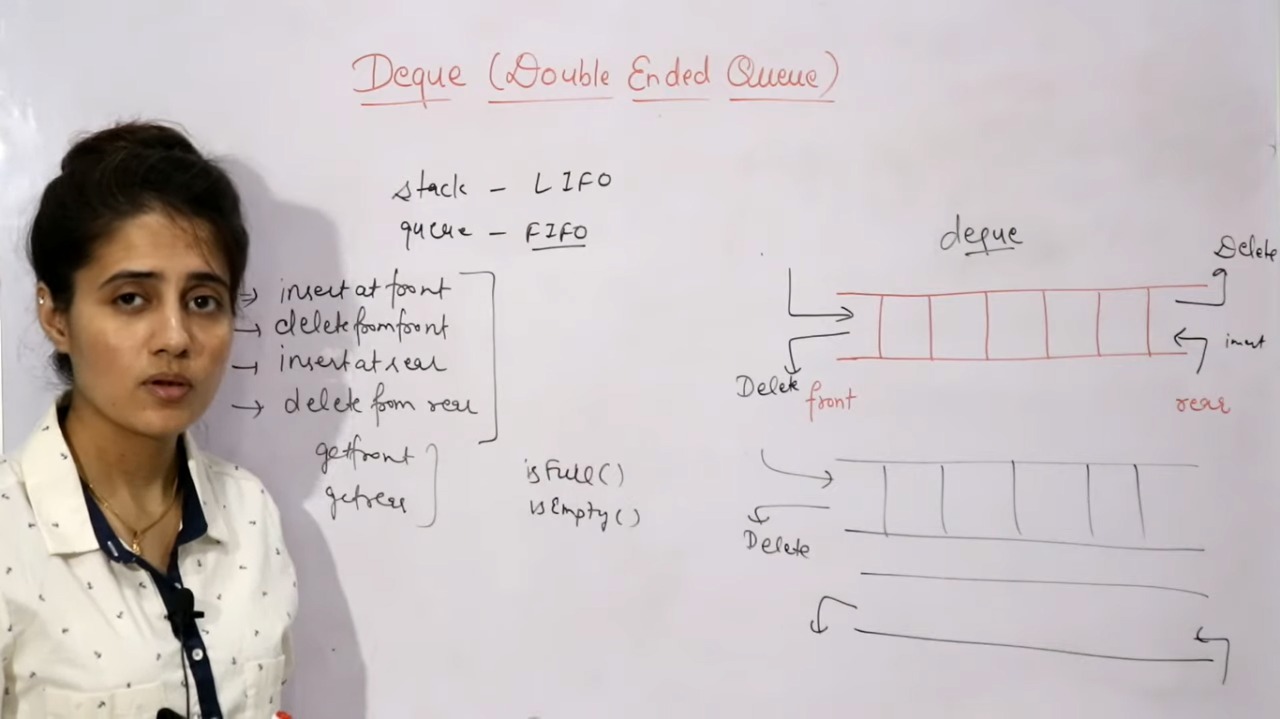 Deque (Double Ended Queue)
stack - LIFO
queue - FIFO
→ insert at front
→ delete from front
→ insert at rear
→ delete from rear
getfront
getrear
isFull()
isEmpty()
deque
Delete
insert
Delete
front
rear
Delete